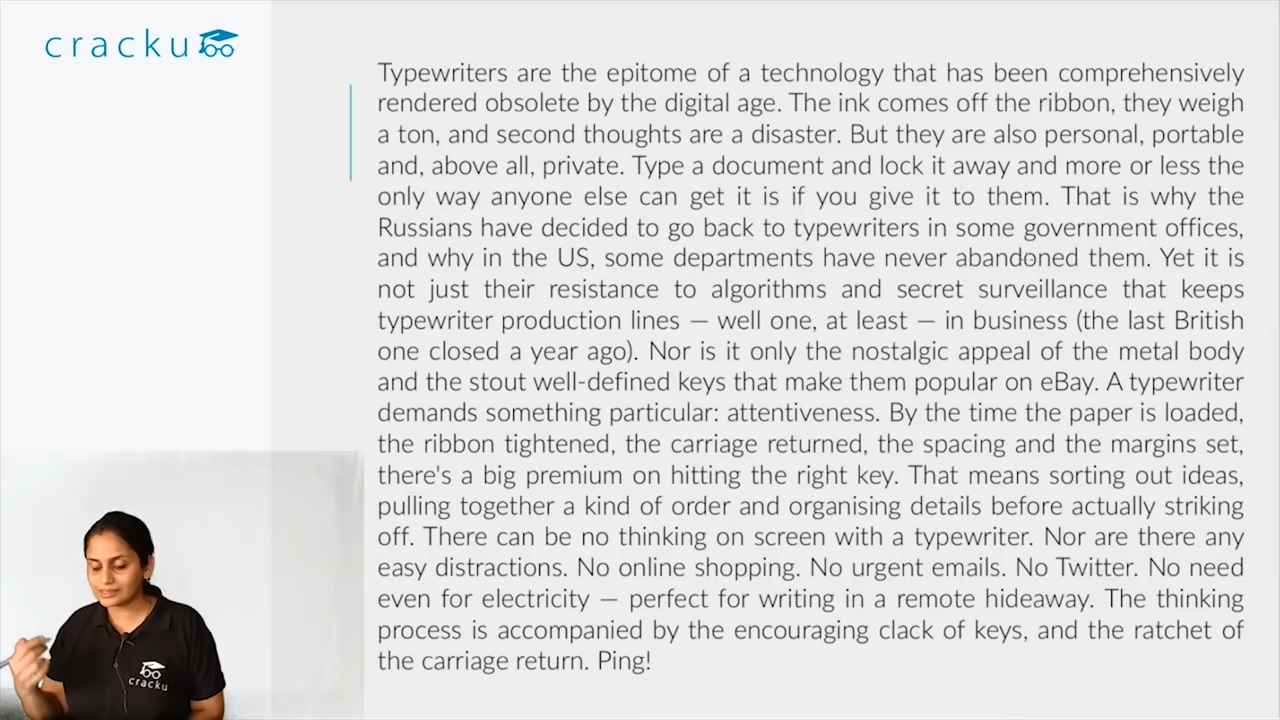 cracku
Typewriters are the epitome of a technology that has been comprehensively
rendered obsolete by the digital age. The ink comes off the ribbon, they weigh
a ton, and second thoughts are a disaster. But they are also personal, portable
and, above all, private. Type a document and lock it away and more or less the
only way anyone else can get it is if you give it to them. That is why the
Russians have decided to go back to typewriters in some government offices,
and why in the US, some departments have never abandoned them. Yet it is
not just their resistance to algorithms and secret surveillance that keeps
typewriter production lines — well one, at least — in business (the last British
one closed a year ago). Nor is it only the nostalgic appeal of the metal body
and the stout well-defined keys that make them popular on eBay. A typewriter
demands something particular: attentiveness. By the time the paper is loaded,
the ribbon tightened, the carriage returned, the spacing and the margins set,
there's a big premium on hitting the right key. That means sorting out ideas,
pulling together a kind of order and organising details before actually striking
off. There can be no thinking on screen with a typewriter. Nor are there any
easy distractions. No online shopping. No urgent emails. No Twitter. No need
even for electricity — perfect for writing in a remote hideaway. The thinking
process is accompanied by the encouraging clack of keys, and the ratchet of
the carriage return. Ping!
cracku